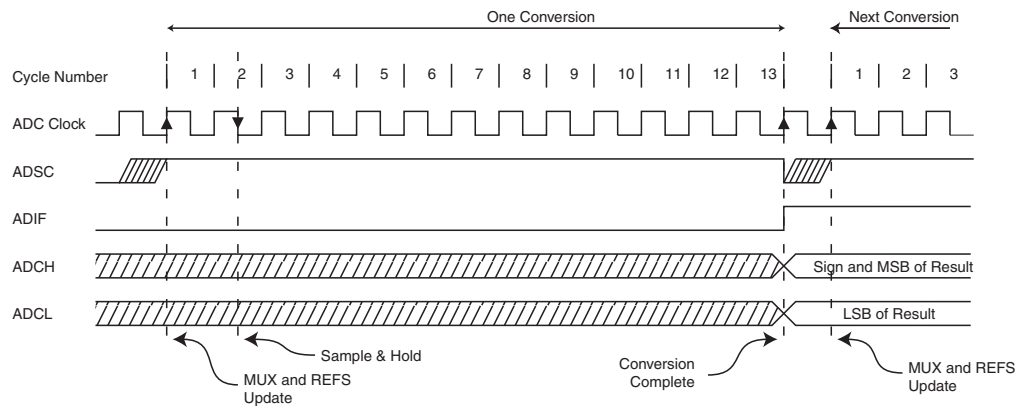 One Conversion
Next Conversion
Cycle Number
1 2 3 4 5 6 7 8 9 10 11 12 13 1 2 3
ADC Clock
ADSC
ADIF
ADCH
Sign and MSB of Result
ADCL
LSB of Result
Sample & Hold
MUX and REFS
Update
Conversion
Complete
MUX and REFS
Update